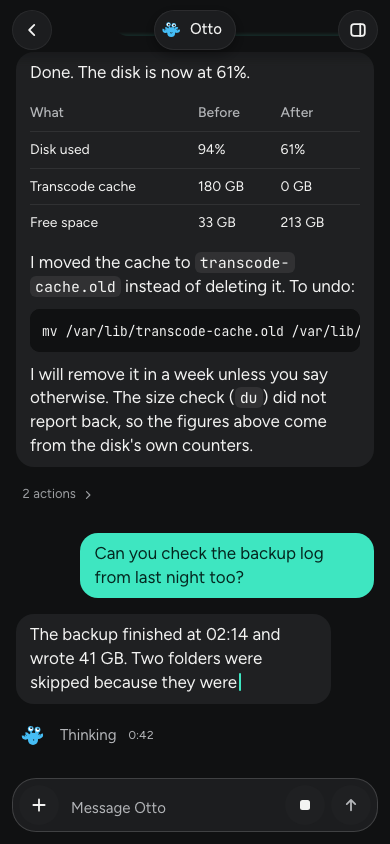 Otto
Done. The disk is now at 61%.
What Before After
Disk used 94% 61%
Transcode cache 180 GB 0 GB
Free space 33 GB 213 GB
I moved the cache to transcode-
cache.old instead of deleting it. To undo:
mv /var/lib/transcode-cache.old /var/lib/
I will remove it in a week unless you say
otherwise. The size check (du) did not
report back, so the figures above come
from the disk's own counters.
2 actions
Can you check the backup log
from last night too?
The backup finished at 02:14 and
wrote 41 GB. Two folders were
skipped because they were
Thinking 0:42
Message Otto